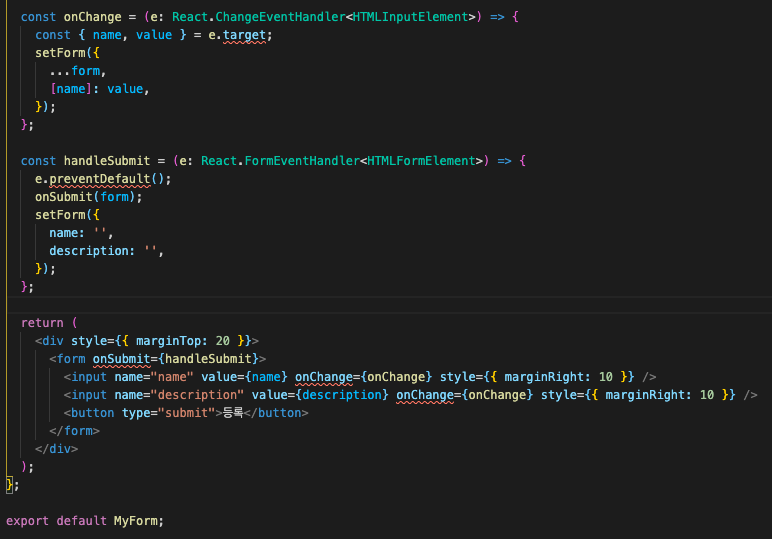 const onChange = (e: React.ChangeEventHandler<HTMLInputElement>) => {
const { name, value } = e.target;
setForm({
...form,
[name]: value,
});
};
const handleSubmit = (e: React.FormEventHandler<HTMLFormElement>) => {
e.preventDefault();
onSubmit(form);
setForm({
name: '',
description: '',
});
};
return (
<div style={{ marginTop: 20 }}>
<form onSubmit={handleSubmit}>
<input name="name" value={name} onChange={onChange} style={{ marginRight: 10 }} />
<input name="description" value={description} onChange={onChange} style={{ marginRight: 10 }} />
<button type="submit">등록</button>
</form>
</div>
);
};
export default MyForm;